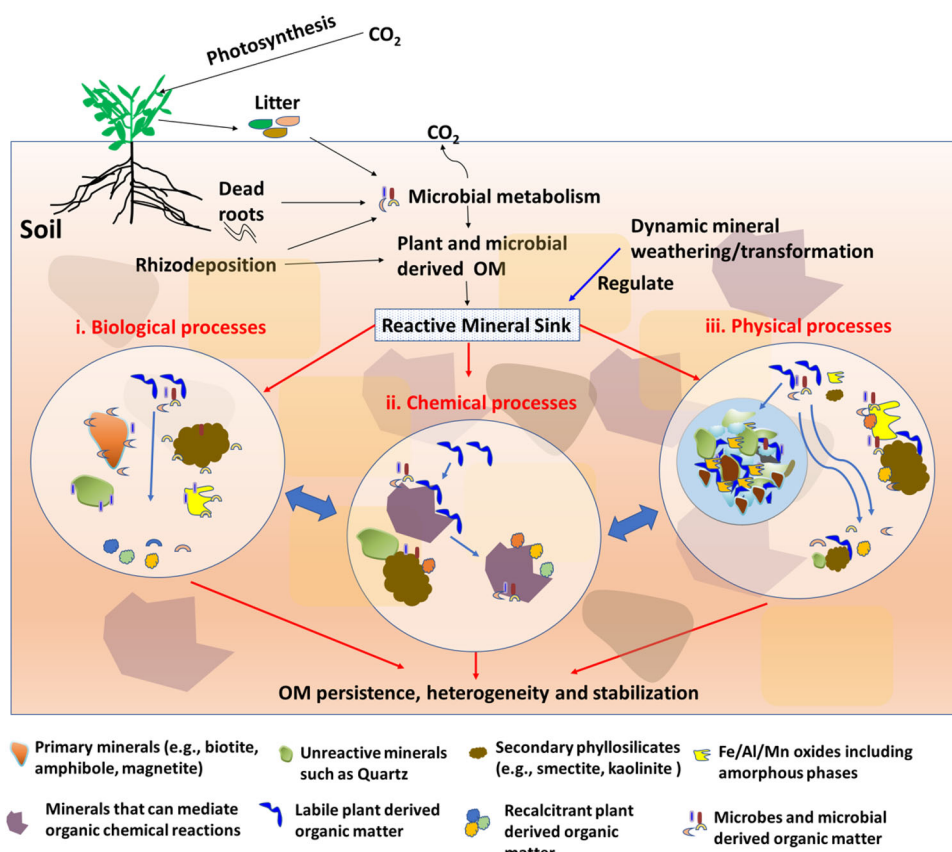 Photosynthesis
CO2
Litter
CO2
Dead
roots
Microbial metabolism
Soil
Dynamic mineral
weathering/transformation
Plant and microbial
derived OM
Rhizodeposition
Regulate
i. Biological processes
Reactive Mineral Sink
iii. Physical processes
ii. Chemical processes
OM persistence, heterogeneity and stabilization
Primary minerals (e.g., biotite,
amphibole, magnetite)
Unreactive minerals
such as Quartz
Secondary phyllosilicates
(e.g., smectite, kaolinite )
Fe/Al/Mn oxides including
amorphous phases
Minerals that can mediate
organic chemical reactions
Labile plant derived
organic matter
Recalcitrant plant
derived organic
matter
Microbes and microbial
derived organic matter